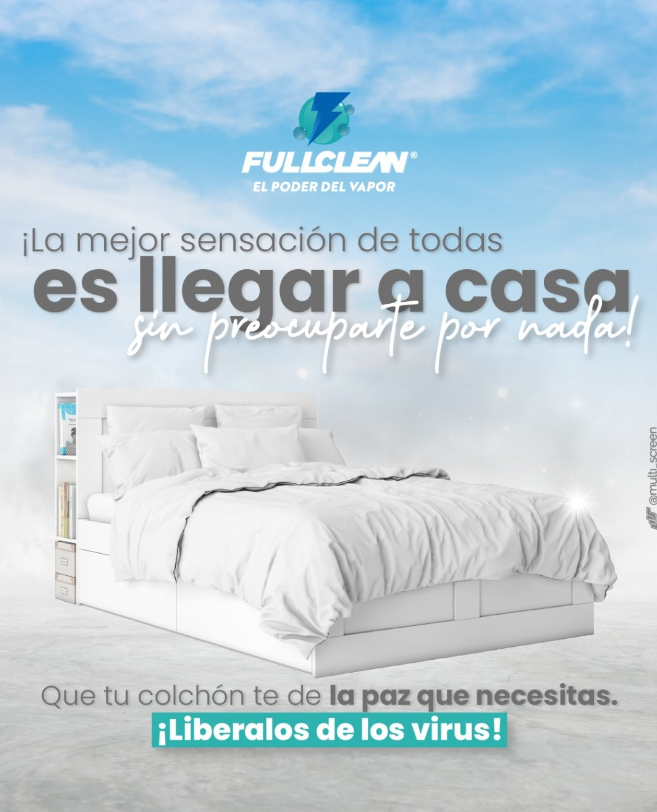 FULLCLEAN®
EL PODER DEL VAPOR
¡La mejor sensación de todas
es llegar a casa
sin preocuparte por nada!
@multi_screen
Que tu colchón te de la paz que necesitas.
¡Liberalos de los virus!